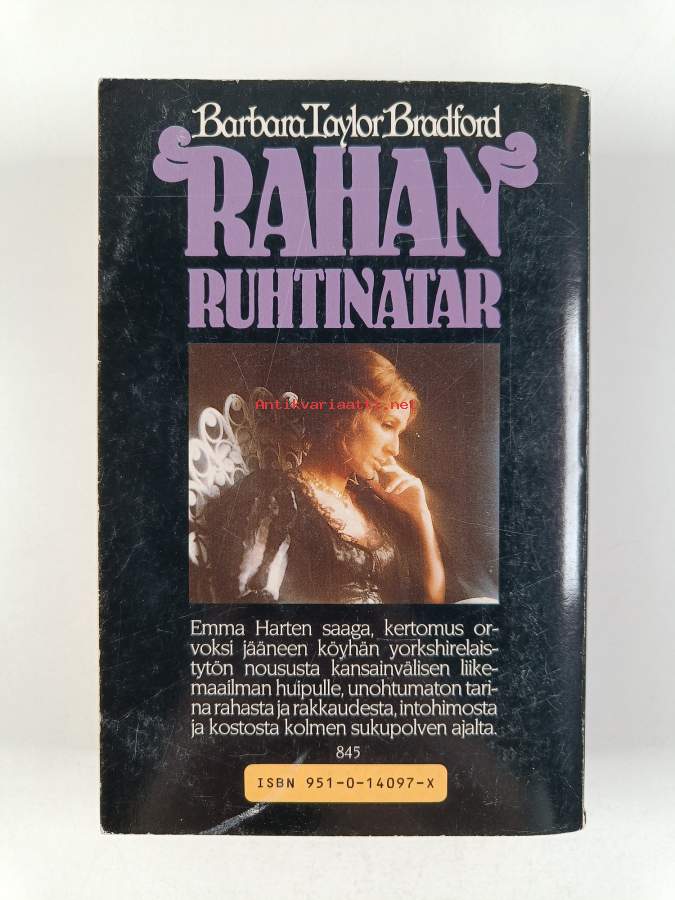 Barbara Taylor Bradford
RAHAN
RUHTINATAR
Antikvariaatti.net
Emma Harten saaga, kertomus or-
voksi jääneen köyhän yorkshirelais-
tytön noususta kansainvälisen liike-
maailman huipulle, unohtumaton tari-
na rahasta ja rakkaudesta, intohimosta
ja kostosta kolmen sukupolven ajalta.
845
ISBN 951-0-14097-X